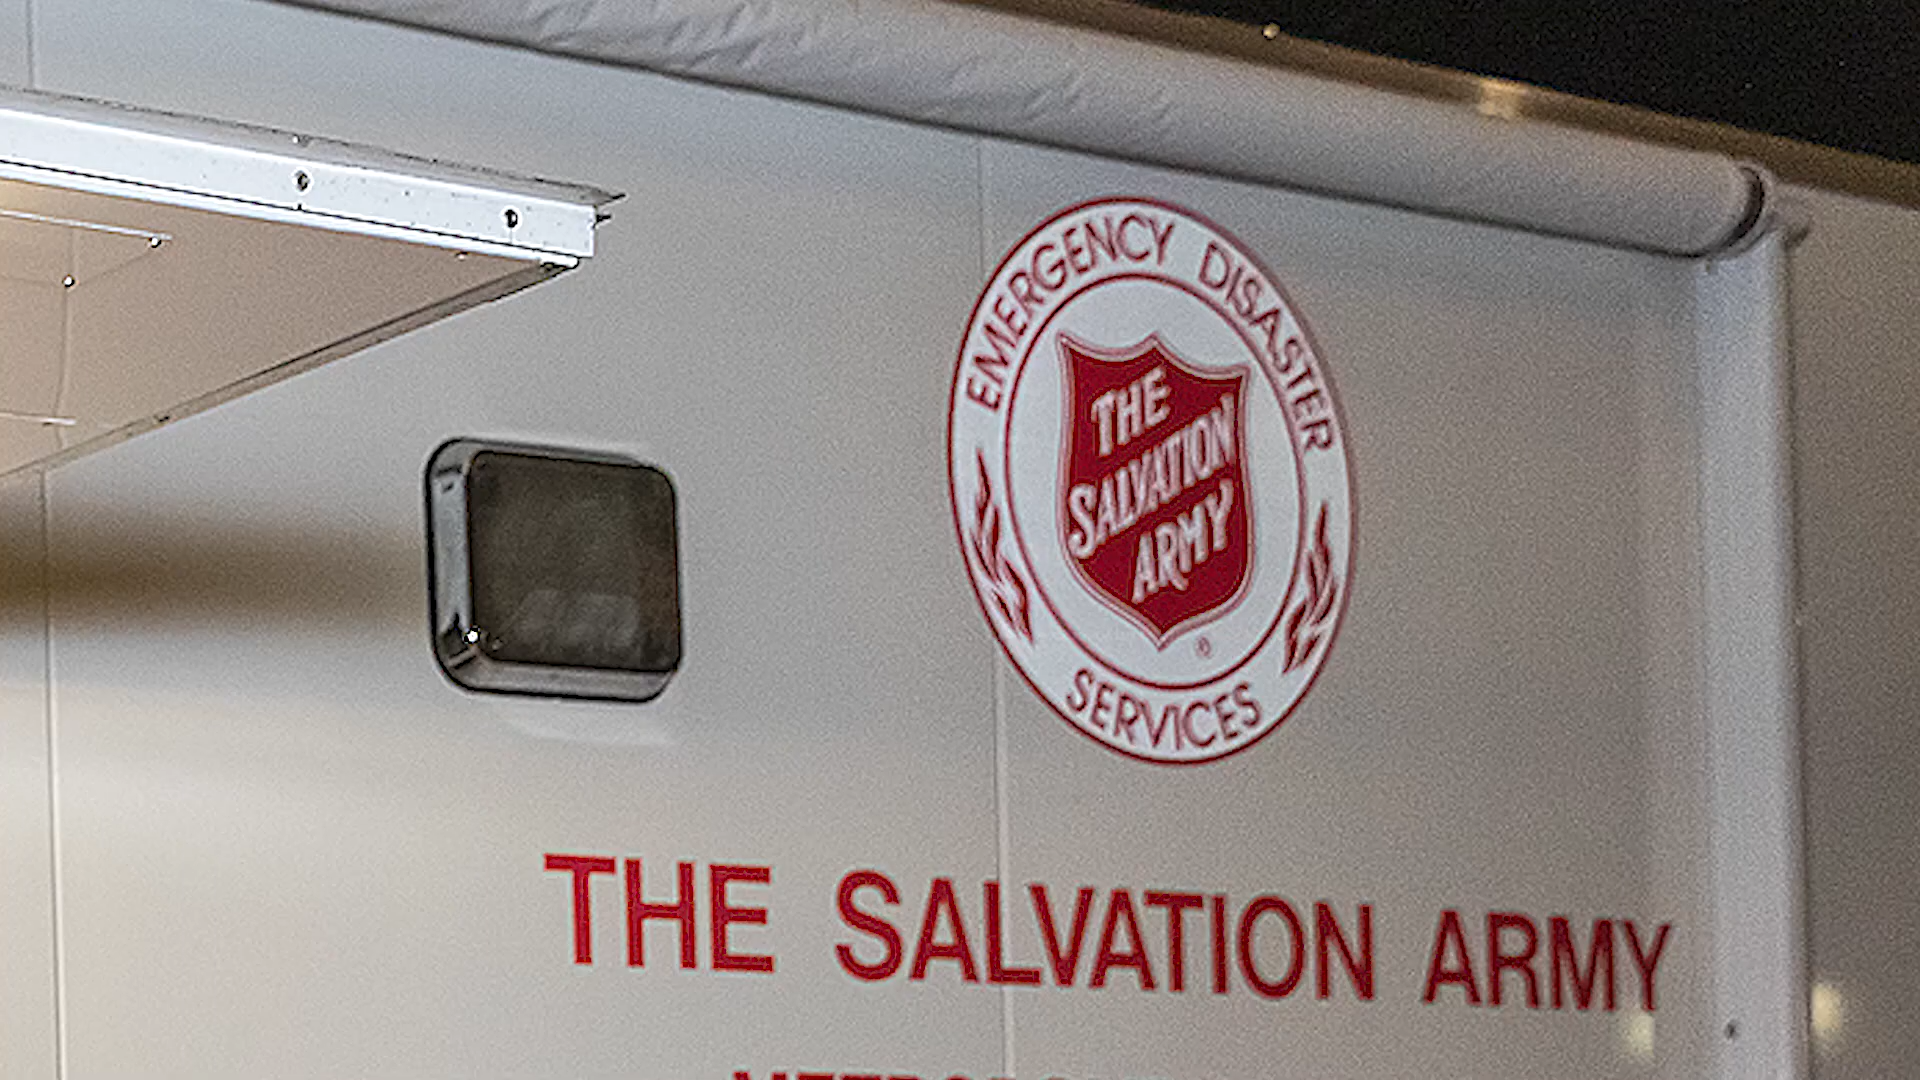 EMERGENCY DISASTER
THE
SALVATION
ARMY
®
SERVICES
THE SALVATION ARMY